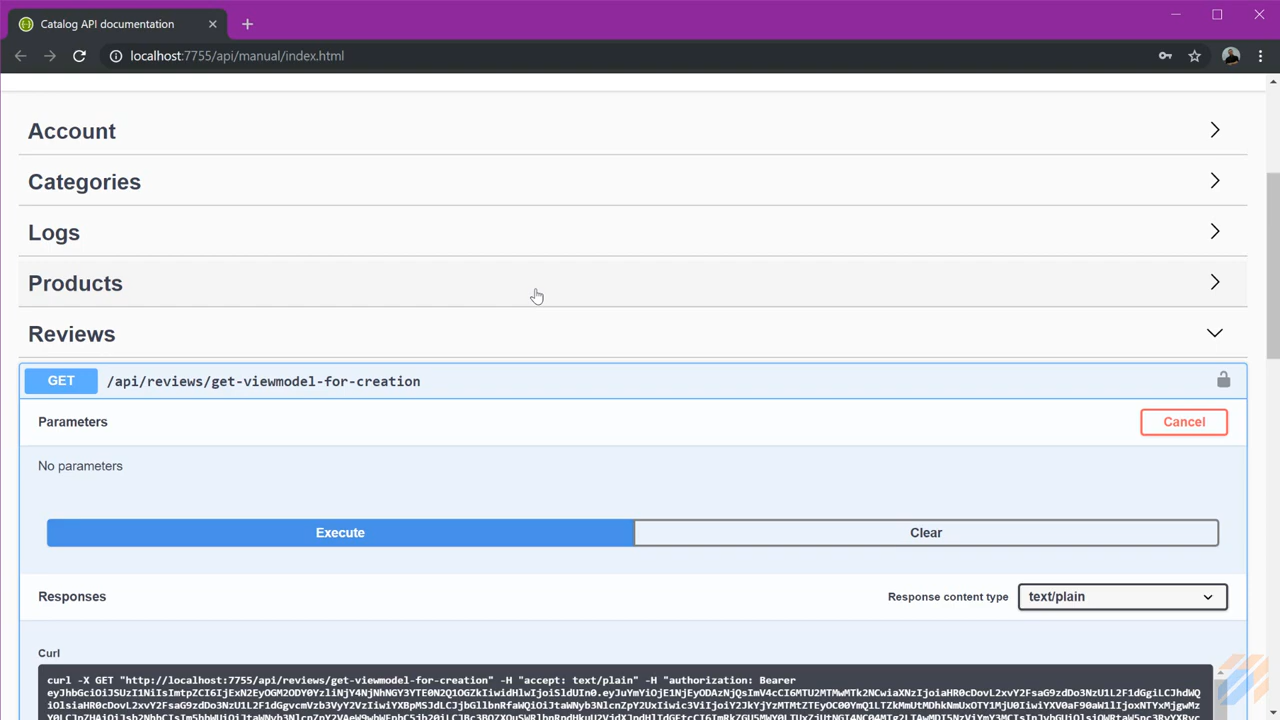 Catalog API documentation
localhost:7755/api/manual/index.html
Account
Categories
Logs
Products
Reviews
GET /api/reviews/get-viewmodel-for-creation
Parameters
Cancel
No parameters
Execute
Clear
Responses
Response content type
text/plain
Curl
curl -X GET "http://localhost:7755/api/reviews/get-viewmodel-for-creation" -H "accept: text/plain" -H "authorization: Bearer